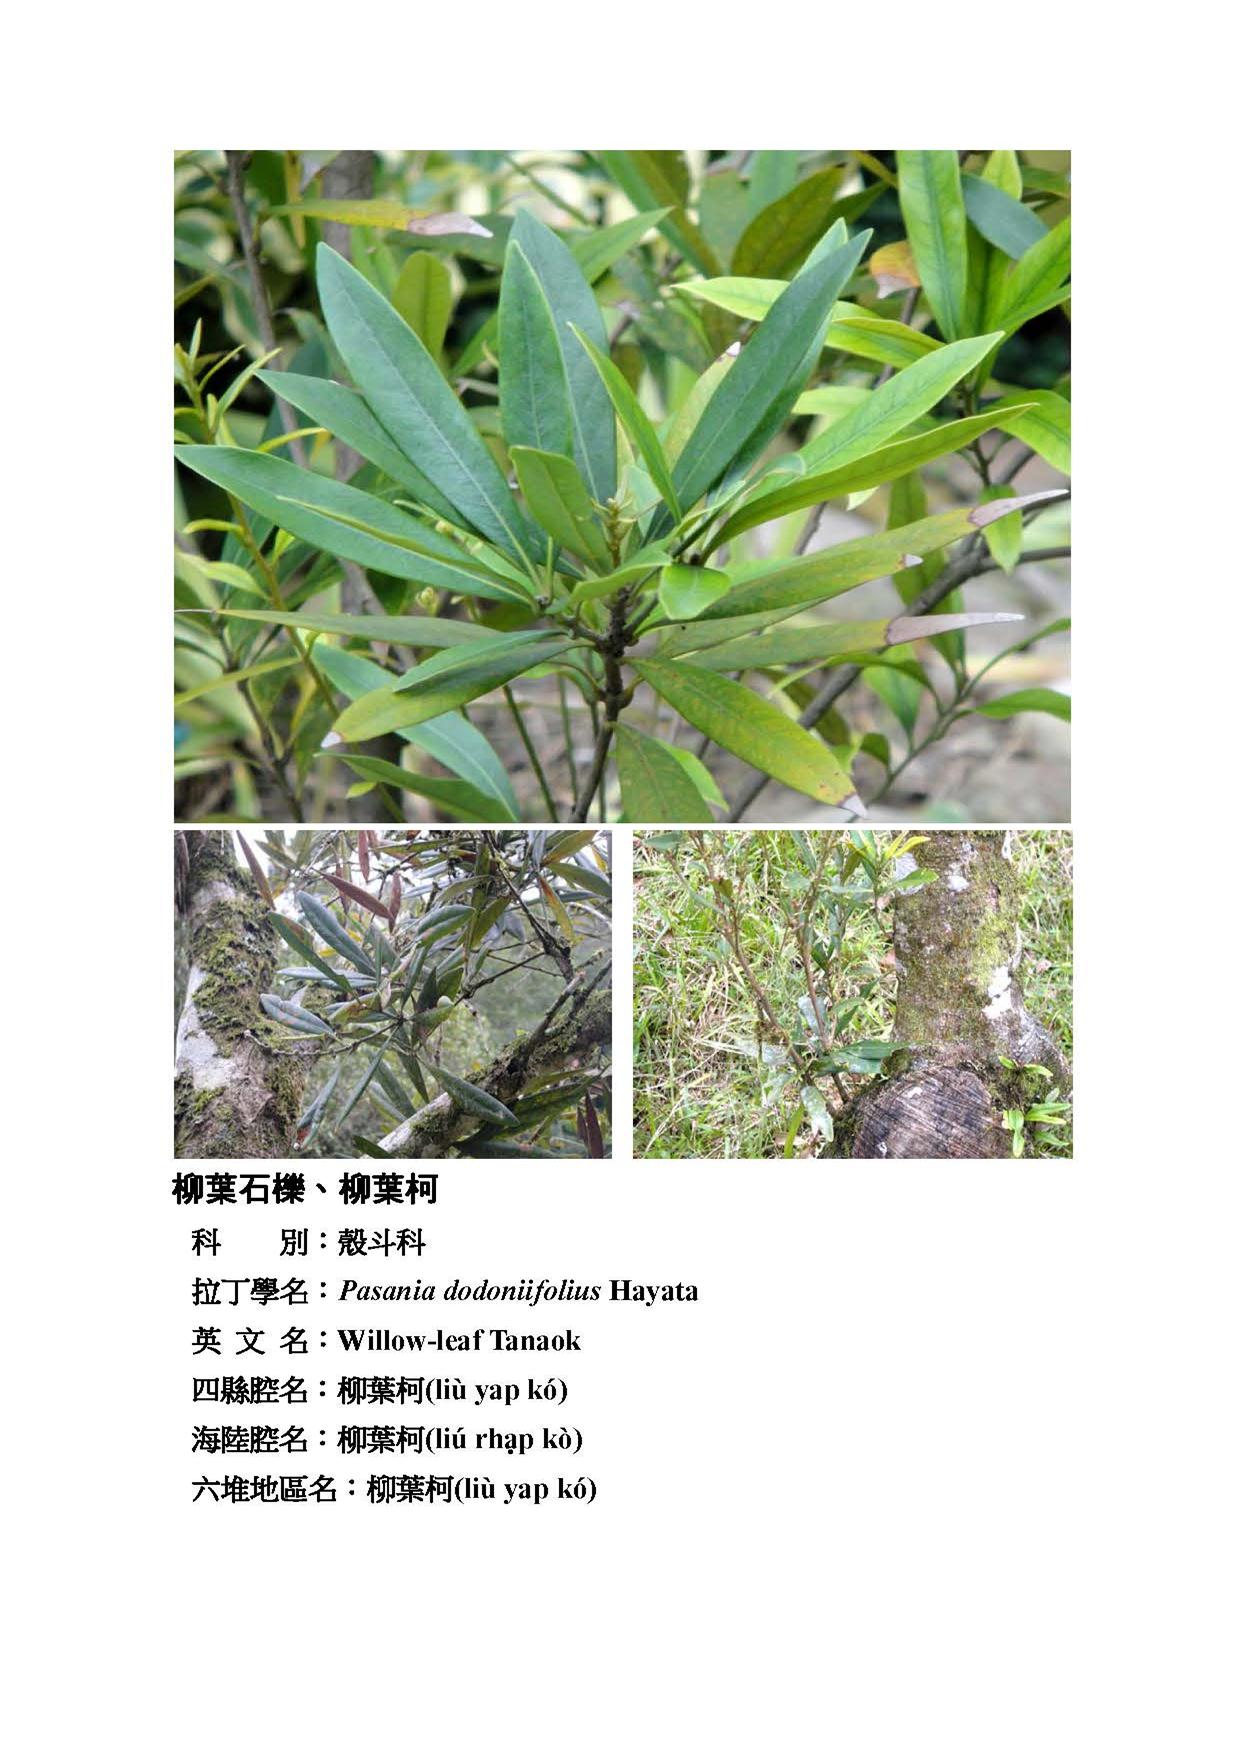 柳葉石櫟、柳葉柯
科　　別：殼斗科
拉丁學名：Pasania dodoniifolius Hayata
英 文 名：Willow-leaf Tanaok
四縣腔名：柳葉柯(liù yap kó)
海陸腔名：柳葉柯(liú rhạp kò)
六堆地區名：柳葉柯(liù yap kó)